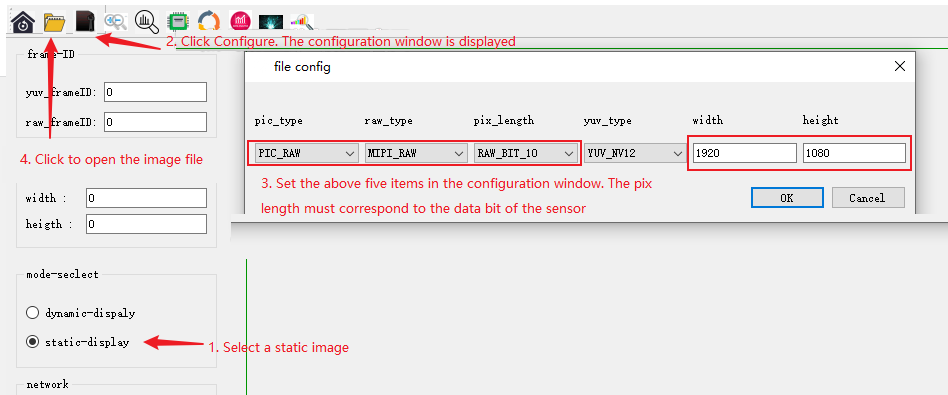 2. Click Configure. The configuration window is displayed
frame-ID
yuv_frameID: 0
raw_frameID: 0
4. Click to open the image file
width : 0
heigth : 0
mode-seclect
dynamic-dispaly
static-display
1. Select a static image
network
file config
pic_type raw_type pix_length yuv_type width height
PIC_RAW MIPI_RAW RAW_BIT_10 YUV_NV12 1920 1080
3. Set the above five items in the configuration window. The pix
length must correspond to the data bit of the sensor
OK Cancel